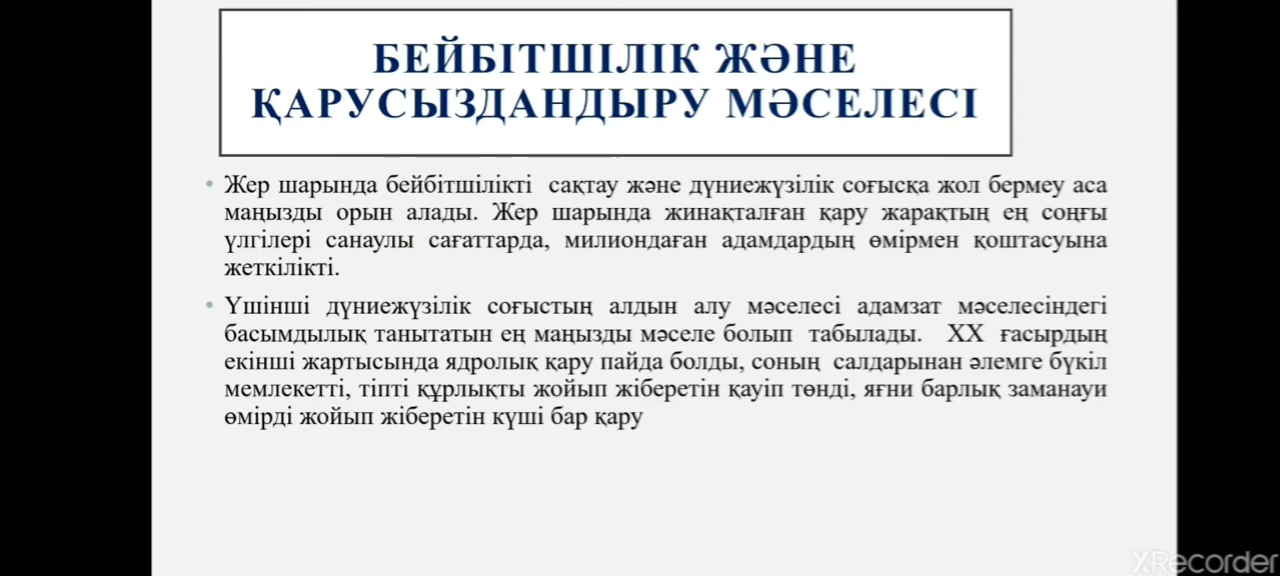 БЕЙБІТШІЛІК ЖӘНЕ
ҚАРУСЫЗДАНДЫРУ МӘСЕЛЕСІ
• Жер шарында бейбітшілікті сақтау және дүниежүзілік соғысқа жол бермеу аса
маңызды орын алады. Жер шарында жинақталған қару жарақтың ең соңғы
үлгілері санаулы сағаттарда, милиондаған адамдардың өмірмен қоштасуына
жеткілікті.
• Үшінші дүниежүзілік соғыстың алдын алу мәселесі адамзат мәселесіндегі
басымдылық танытатын ең маңызды мәселе болып табылады. ХХ ғасырдың
екінші жартысында ядролық қару пайда болды, соның салдарынан әлемге бүкіл
мемлекетті, тіпті құрлықты жойып жіберетін қауіп төнді, яғни барлық заманауи
өмірді жойып жіберетін күші бар қару
XRecorder